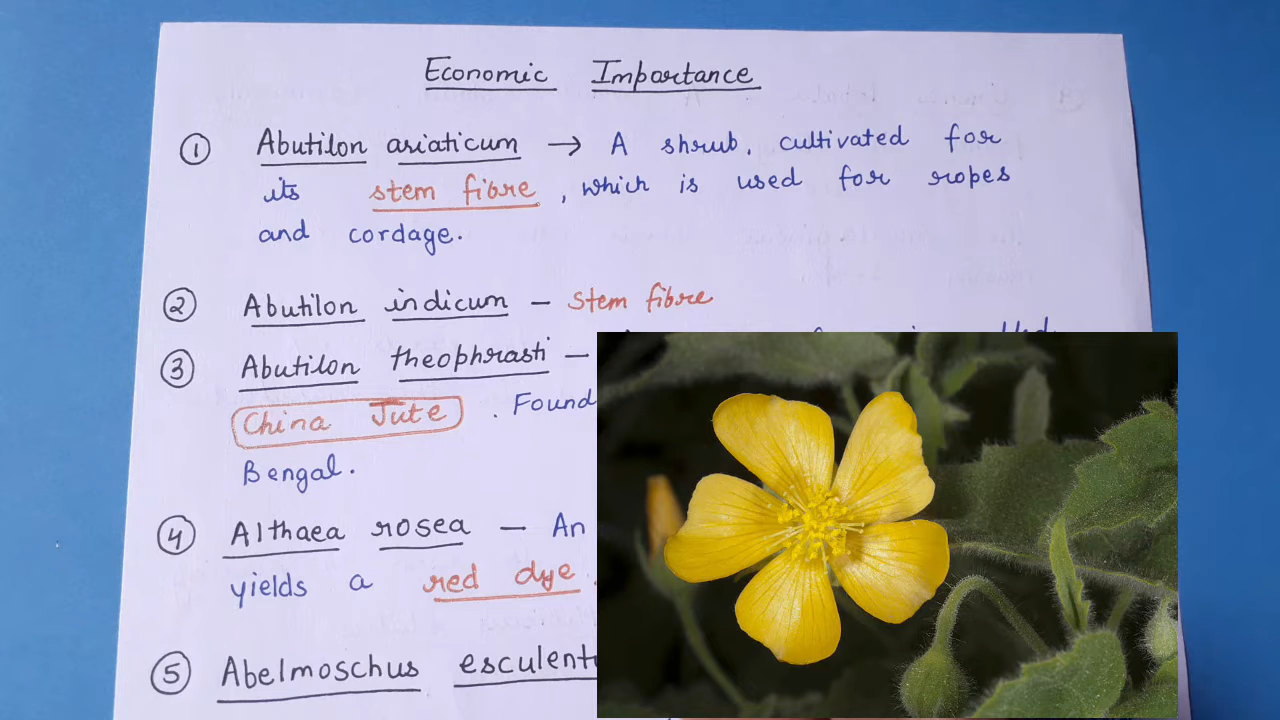 Economic Importance
① Abutilon asiaticum → A shrub, cultivated for
its stem fibre, which is used for ropes
and cordage.
② Abutilon indicum – stem fibre
③ Abutilon theophrasti –
China Jute. Found
Bengal.
④ Althaea rosea – An
yields a red dye.
⑤ Abelmoschus